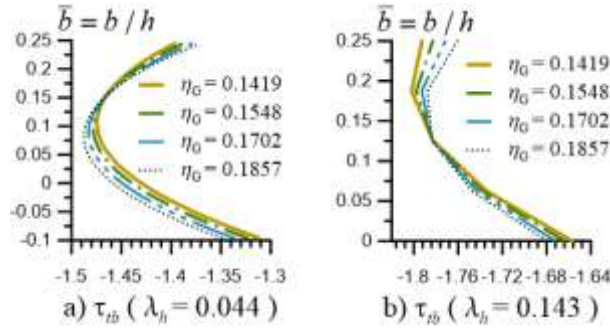 b̅ = b / h
0.25
0.2
0.15
0.1
0.05
0
-0.05
-0.1
η_G = 0.1419
η_G = 0.1548
η_G = 0.1702
η_G = 0.1857
-1.5 -1.45 -1.4 -1.35 -1.3
a) τ_tb ( λ_h = 0.044 )
b̅ = b / h
0.25
0.2
0.15
0.1
0.05
0
η_G = 0.1419
η_G = 0.1548
η_G = 0.1702
η_G = 0.1857
-1.8 -1.76 -1.72 -1.68 -1.64
b) τ_tb ( λ_h = 0.143 )